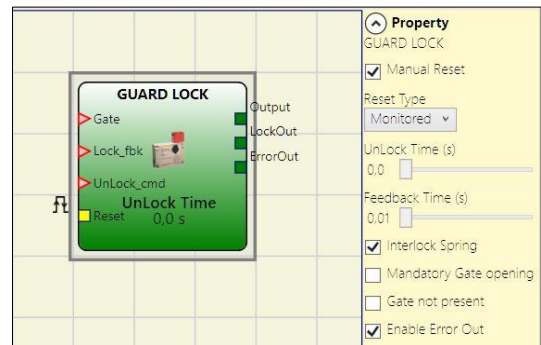 GUARD LOCK
Gate
Lock_fbk
UnLock_cmd
Reset
UnLock Time
0,0 s
Output
LockOut
ErrorOut
Property
GUARD LOCK
Manual Reset
Reset Type
Monitored
UnLock Time (s)
0,0
Feedback Time (s)
0,01
Interlock Spring
Mandatory Gate opening
Gate not present
Enable Error Out